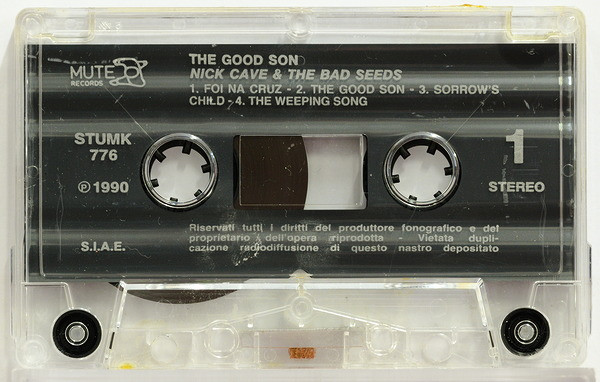 MUTE
RECORDS
THE GOOD SON
NICK CAVE & THE BAD SEEDS
1. FOI NA CRUZ - 2. THE GOOD SON - 3. SORROW'S
CHILD - 4. THE WEEPING SONG
STUMK
776
1
℗ 1990
STEREO
S.I.A.E.
Riservati tutti i diritti del produttore fonografico e del
proprietario dell'opera riprodotta - Vietata dupli-
cazione radiodiffusione di questo nastro depositato